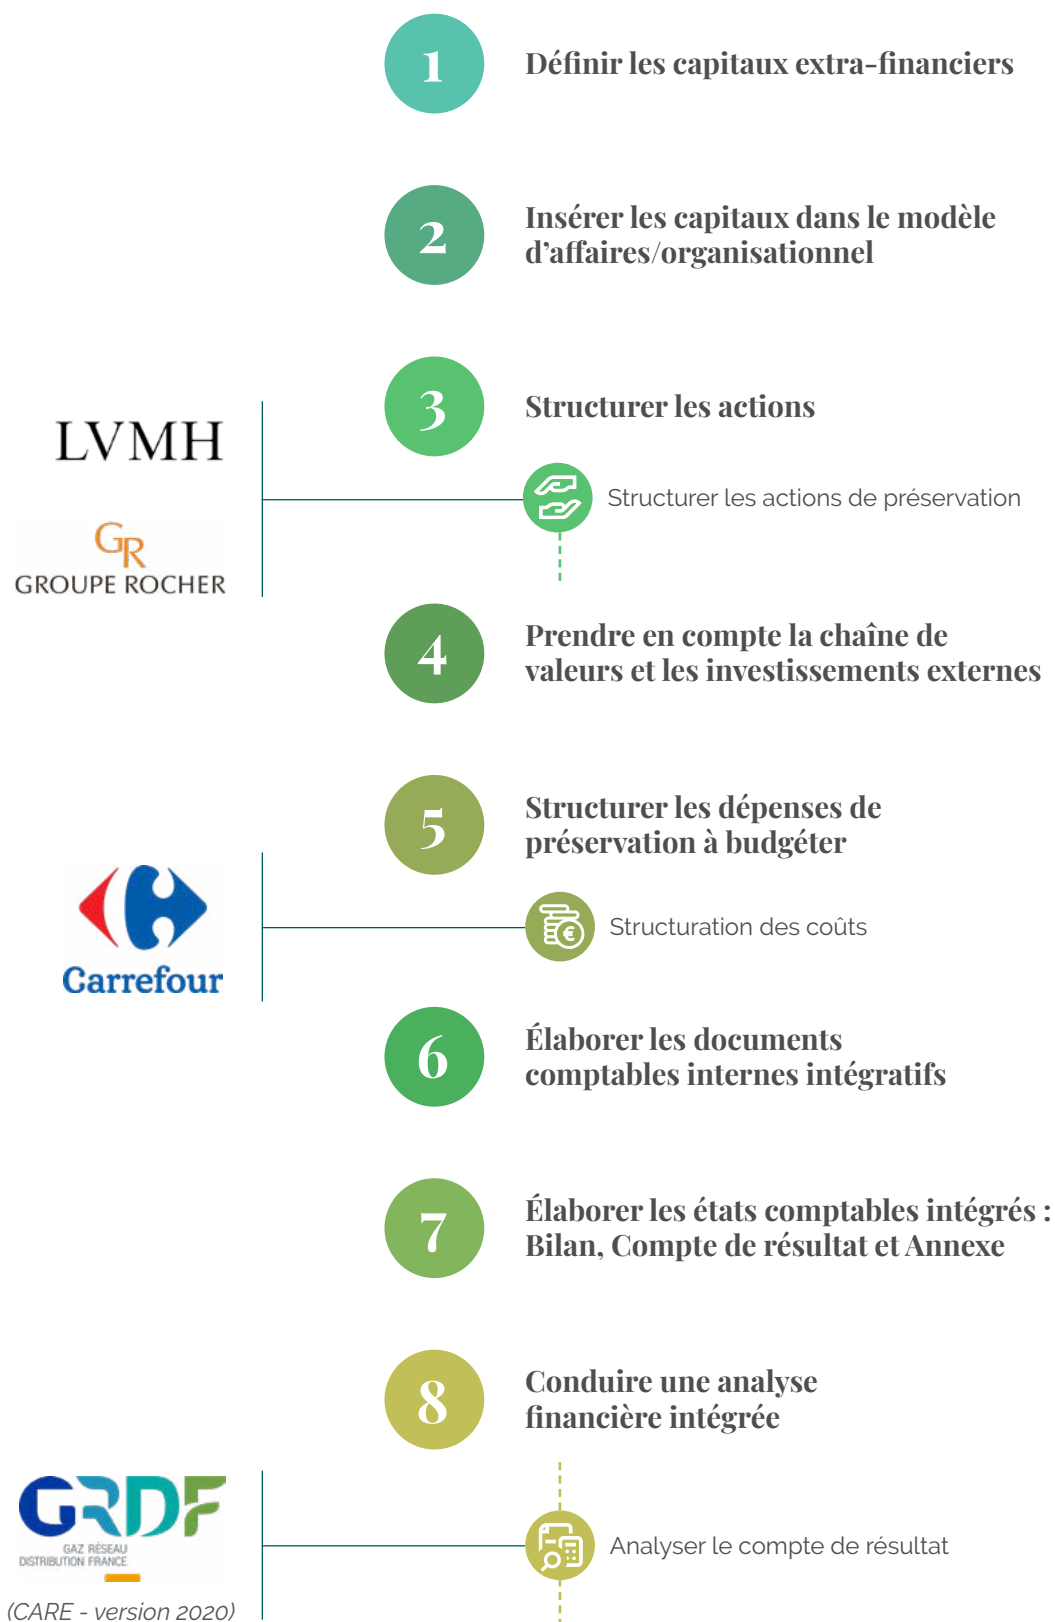 1
Définir les capitaux extra-financiers
2
Insérer les capitaux dans le modèle
d'affaires/organisationnel
3
Structurer les actions
LVMH
GR
GROUPE ROCHER
Structurer les actions de préservation
4
Prendre en compte la chaîne de
valeurs et les investissements externes
5
Structurer les dépenses de
préservation à budgéter
Carrefour
€
Structuration des coûts
6
Élaborer les documents
comptables internes intégratifs
7
Élaborer les états comptables intégrés :
Bilan, Compte de résultat et Annexe
8
Conduire une analyse
financière intégrée
GRDF
GAZ RÉSEAU
DISTRIBUTION FRANCE
(CARE - version 2020)
Analyser le compte de résultat